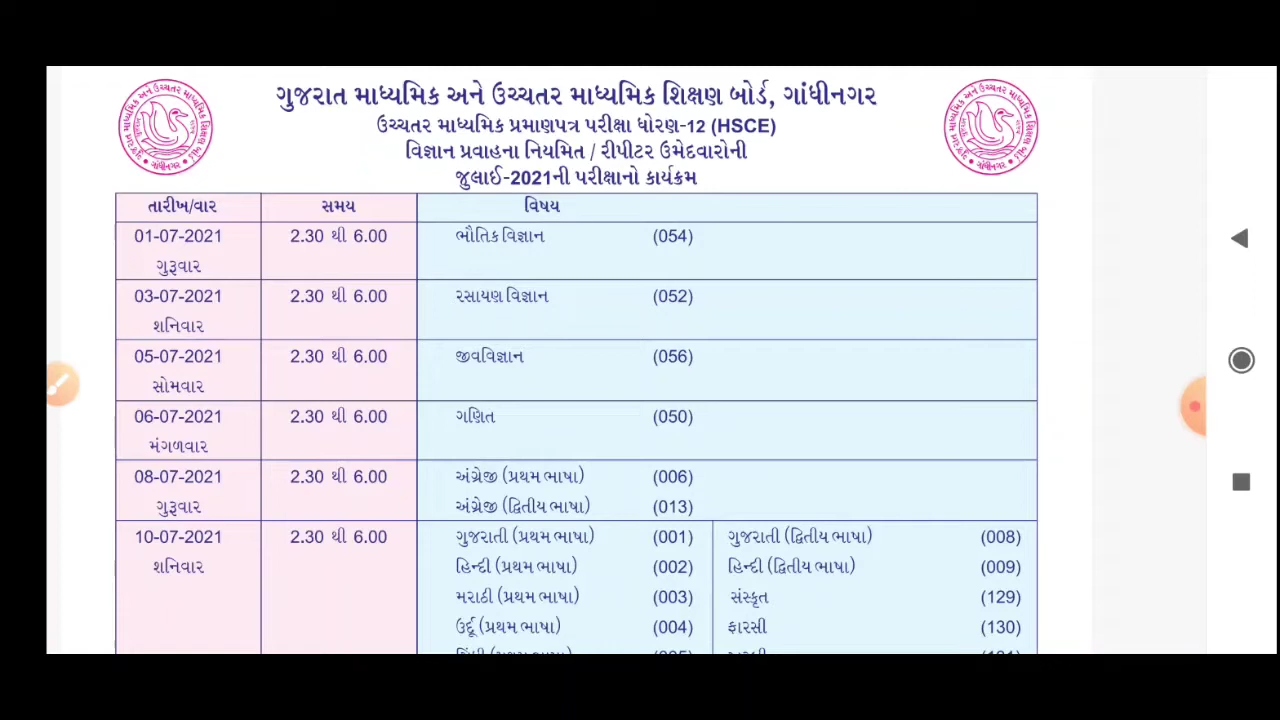 ગુજરાત માધ્યમિક અને ઉચ્ચતર માધ્યમિક શિક્ષણ બોર્ડ, ગાંધીનગર
ઉચ્ચતર માધ્યમિક પ્રમાણપત્ર પરીક્ષા ધોરણ-12 (HSCE)
વિજ્ઞાન પ્રવાહના નિયમિત / રીપીટર ઉમેદવારોની
જુલાઈ-2021ની પરીક્ષાનો કાર્યક્રમ
તારીખ/વાર સમય વિષય
01-07-2021 2.30 થી 6.00 ભૌતિક વિજ્ઞાન (054)
ગુરૂવાર
03-07-2021 2.30 થી 6.00 રસાયણ વિજ્ઞાન (052)
શનિવાર
05-07-2021 2.30 થી 6.00 જીવવિજ્ઞાન (056)
સોમવાર
06-07-2021 2.30 થી 6.00 ગણિત (050)
મંગળવાર
08-07-2021 2.30 થી 6.00 અંગ્રેજી (પ્રથમ ભાષા) (006)
ગુરૂવાર અંગ્રેજી (દ્વિતીય ભાષા) (013)
10-07-2021 2.30 થી 6.00 ગુજરાતી (પ્રથમ ભાષા) (001) ગુજરાતી (દ્વિતીય ભાષા) (008)
શનિવાર હિન્દી (પ્રથમ ભાષા) (002) હિન્દી (દ્વિતીય ભાષા) (009)
મરાઠી (પ્રથમ ભાષા) (003) સંસ્કૃત (129)
ઉર્દૂ (પ્રથમ ભાષા) (004) ફારસી (130)